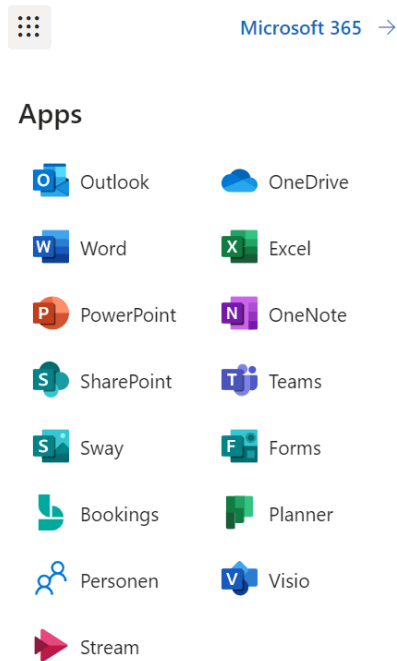 Microsoft 365
Apps
Outlook OneDrive
Word Excel
PowerPoint OneNote
SharePoint Teams
Sway Forms
Bookings Planner
Personen Visio
Stream